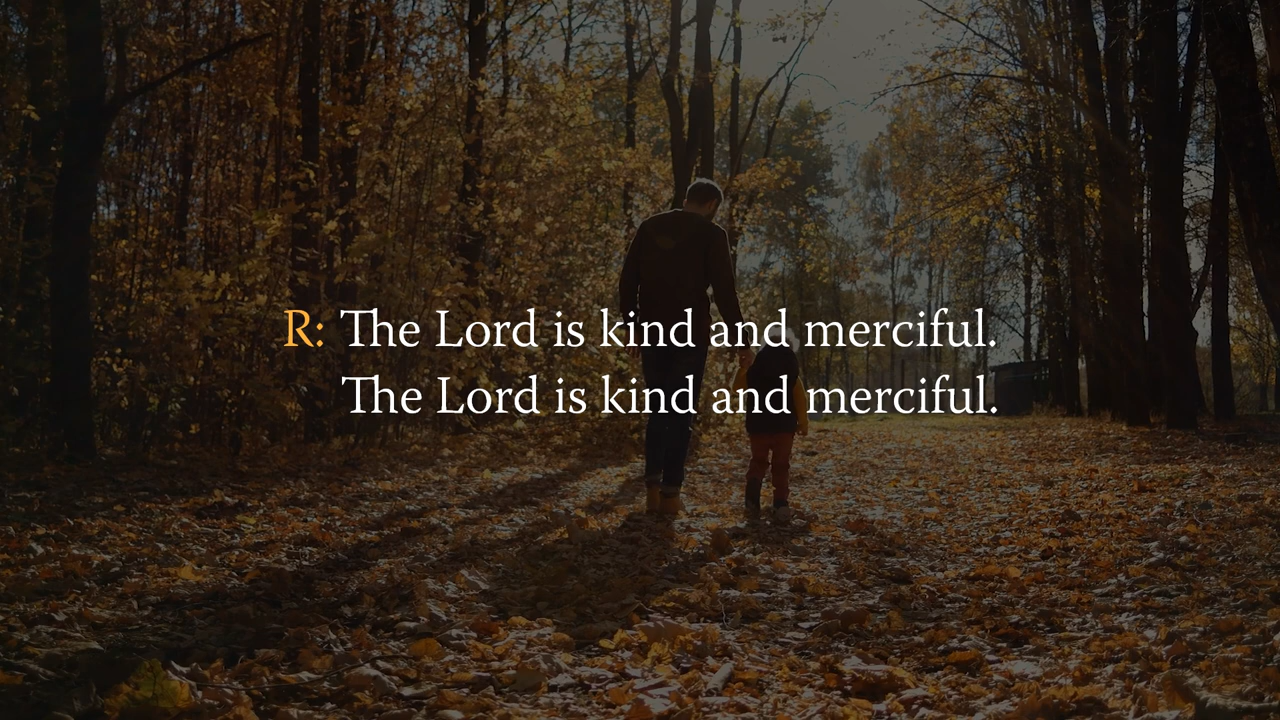 R: The Lord is kind and merciful.
The Lord is kind and merciful.